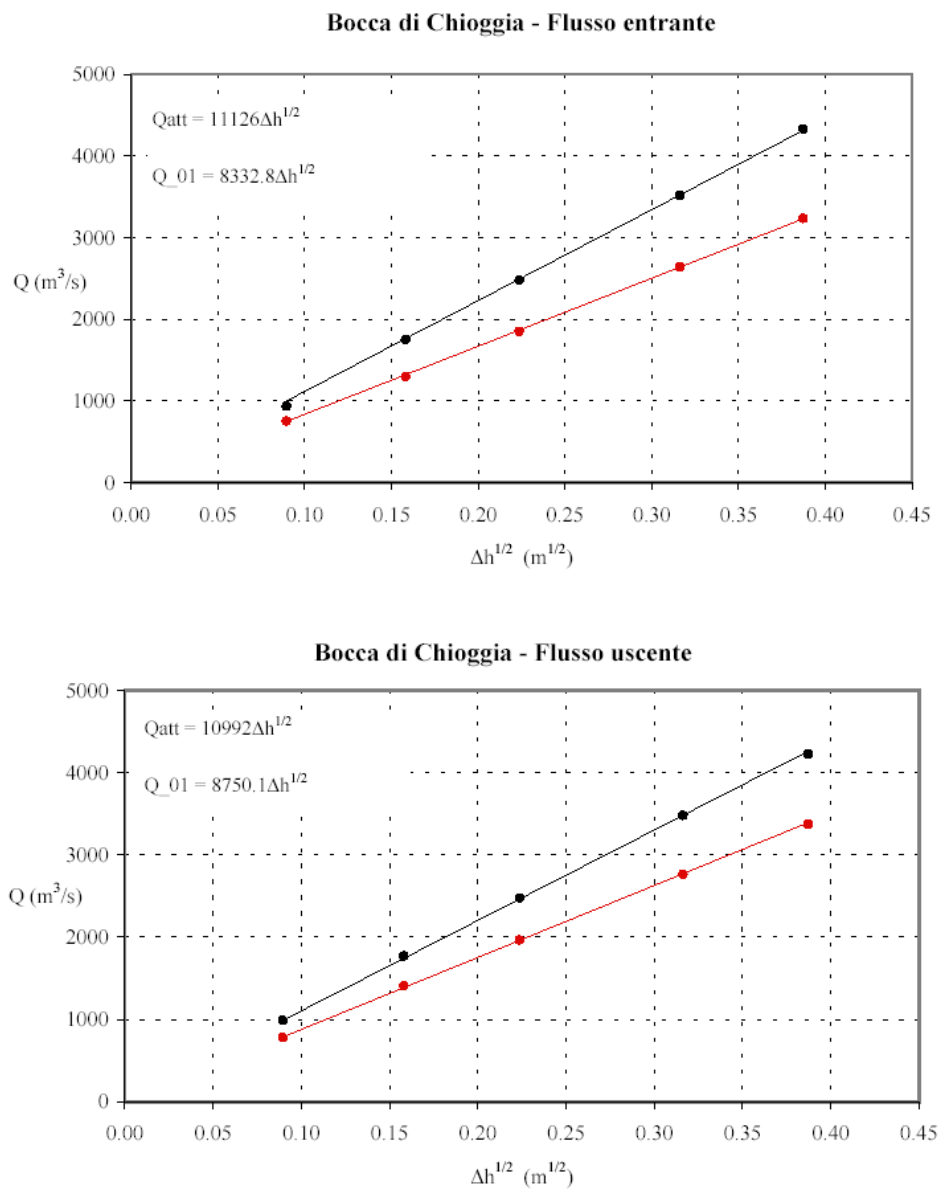 Bocca di Chioggia - Flusso entrante
5000
Qatt = 11126Δh^1/2
4000
Q_01 = 8332.8Δh^1/2
3000
Q (m³/s)
2000
1000
0
0.00 0.05 0.10 0.15 0.20 0.25 0.30 0.35 0.40 0.45
Δh^1/2 (m^1/2)
Bocca di Chioggia - Flusso uscente
5000
Qatt = 10992Δh^1/2
4000
Q_01 = 8750.1Δh^1/2
3000
Q (m³/s)
2000
1000
0
0.00 0.05 0.10 0.15 0.20 0.25 0.30 0.35 0.40 0.45
Δh^1/2 (m^1/2)